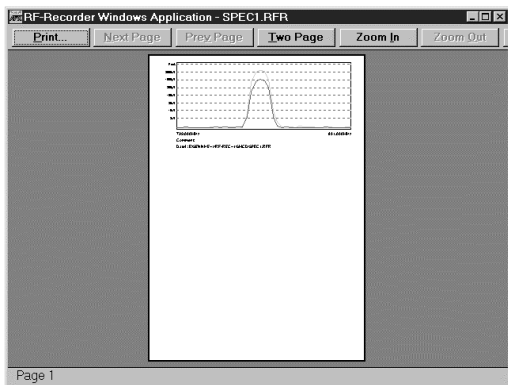 RF-Recorder Windows Application - SPEC1.RFR
Print... Next Page Prev Page Two Page Zoom In Zoom Out
Comment
Page 1